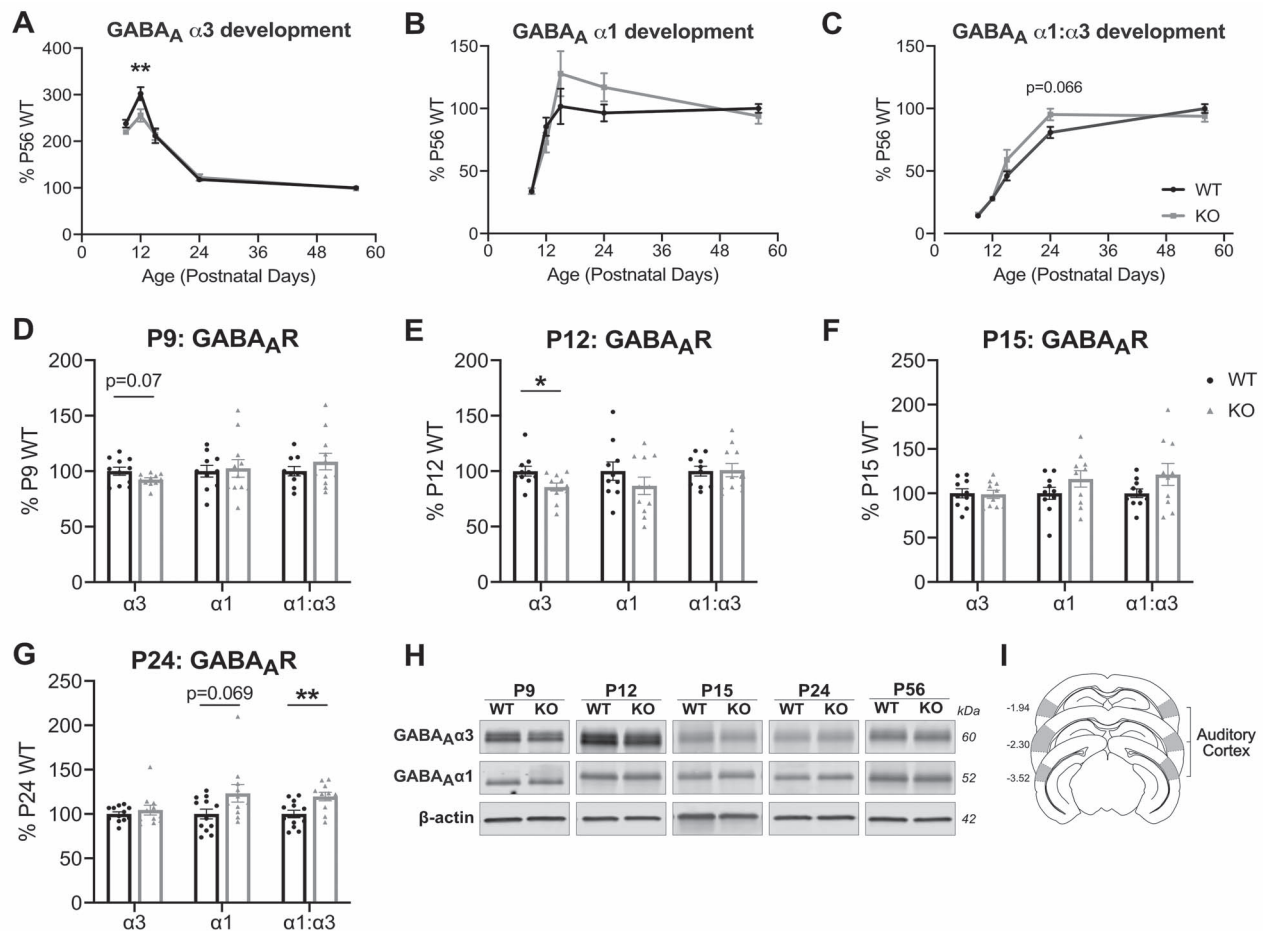 A
GABAA α3 development
**
% P56 WT
400
300
200
100
0
0 12 24 36 48 60
Age (Postnatal Days)
B
GABAA α1 development
% P56 WT
150
100
50
0
0 12 24 36 48 60
Age (Postnatal Days)
C
GABAA α1:α3 development
p=0.066
% P56 WT
150
100
50
0
WT
KO
0 12 24 36 48 60
Age (Postnatal Days)
D
P9: GABAAR
p=0.07
% P9 WT
200
150
100
50
0
α3 α1 α1:α3
E
P12: GABAAR
*
% P12 WT
200
150
100
50
0
α3 α1 α1:α3
F
P15: GABAAR
% P15 WT
250
200
150
100
50
0
α3 α1 α1:α3
WT
KO
G
P24: GABAAR
p=0.069
**
% P24 WT
250
200
150
100
50
0
α3 α1 α1:α3
H
P9 P12 P15 P24 P56
WT KO WT KO WT KO WT KO WT KO kDa
GABAAα3 60
GABAAα1 52
β-actin 42
I
-1.94
-2.30
-3.52
Auditory
Cortex